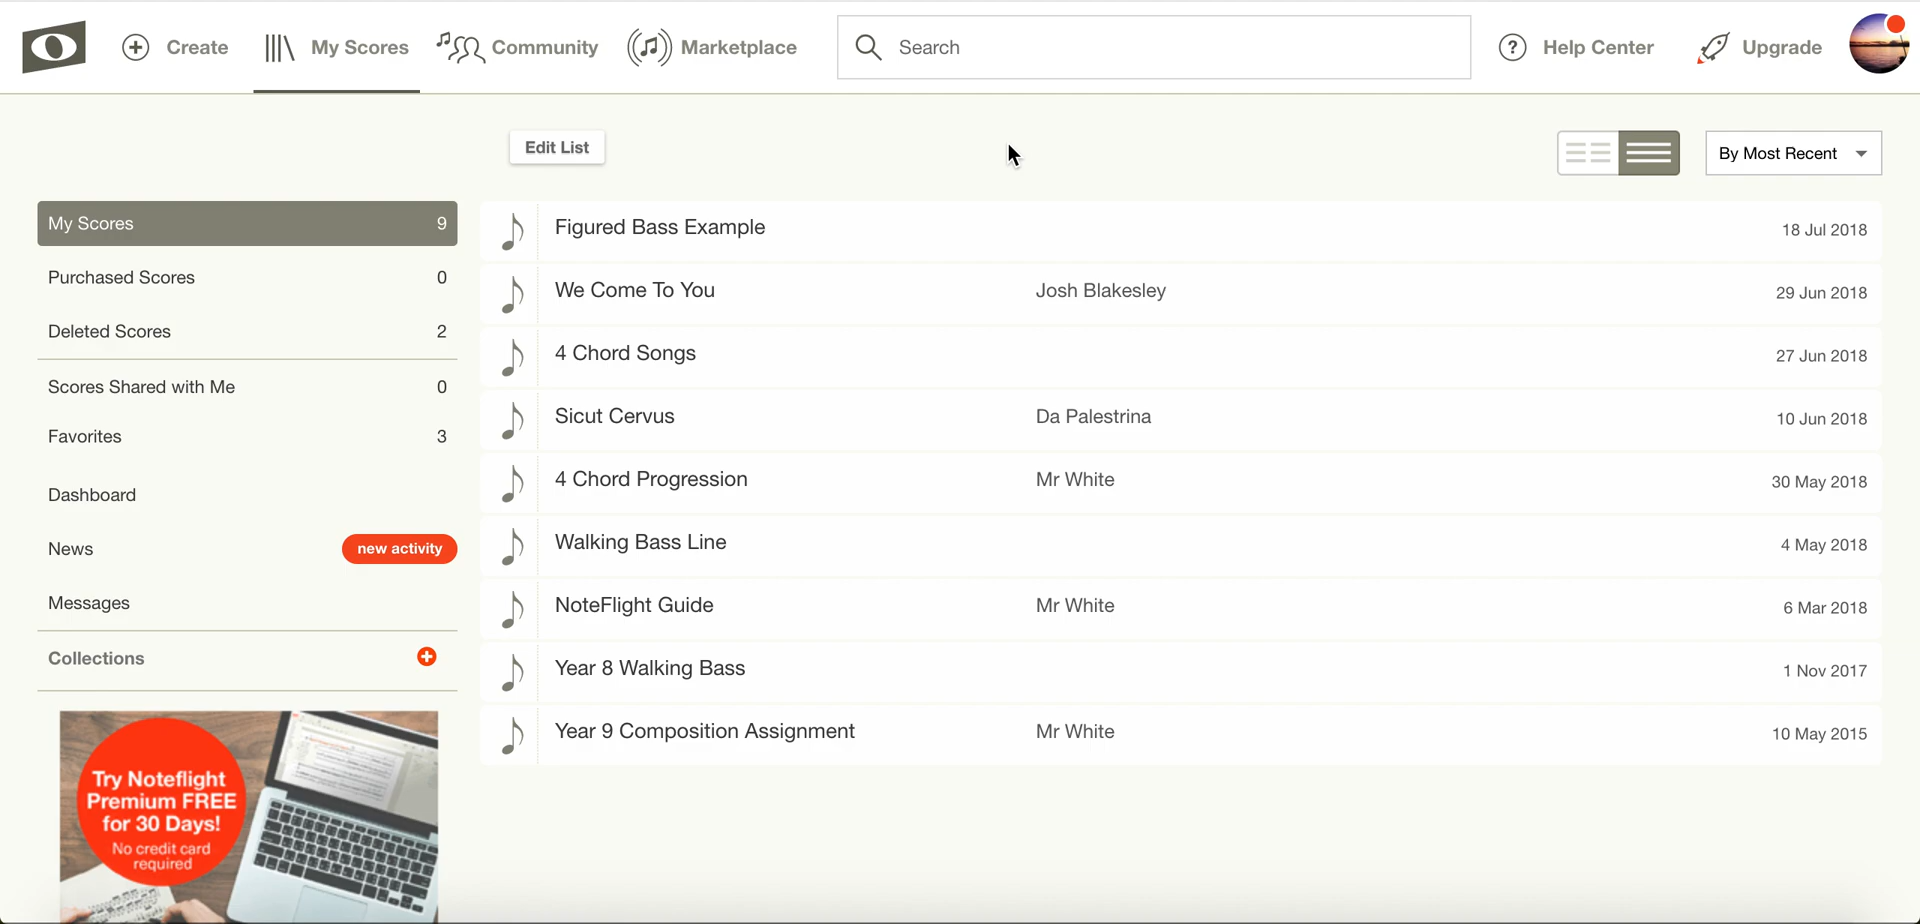 Create
My Scores
Community
Marketplace
Search
Help Center
Upgrade
Edit List
By Most Recent
My Scores 9
Purchased Scores 0
Deleted Scores 2
Scores Shared with Me 0
Favorites 3
Dashboard
News new activity
Messages
Collections
Try Noteflight
Premium FREE
for 30 Days!
No credit card
required
Figured Bass Example 18 Jul 2018
We Come To You Josh Blakesley 29 Jun 2018
4 Chord Songs 27 Jun 2018
Sicut Cervus Da Palestrina 10 Jun 2018
4 Chord Progression Mr White 30 May 2018
Walking Bass Line 4 May 2018
NoteFlight Guide Mr White 6 Mar 2018
Year 8 Walking Bass 1 Nov 2017
Year 9 Composition Assignment Mr White 10 May 2015